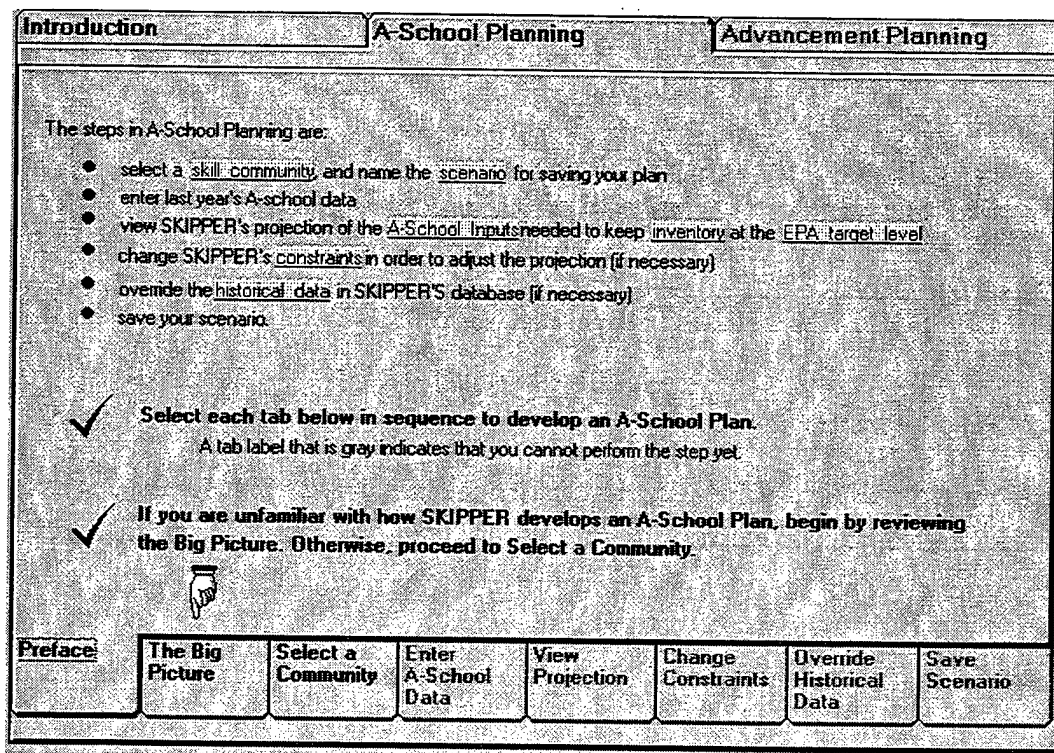 Introduction
A-School Planning
Advancement Planning
The steps in A-School Planning are:
select a skill community, and name the scenario for saving your plan
enter last year's A-school data
view SKIPPER's projection of the A-School Inputs needed to keep inventory at the EPA target level
change SKIPPER's constraints in order to adjust the projection (if necessary)
override the historical data in SKIPPER'S database (if necessary)
save your scenario.
Select each tab below in sequence to develop an A-School Plan.
A tab label that is gray indicates that you cannot perform the step yet.
If you are unfamiliar with how SKIPPER develops an A-School Plan, begin by reviewing
the Big Picture. Otherwise, proceed to Select a Community.
Preface
The Big
Picture
Select a
Community
Enter
A-School
Data
View
Projection
Change
Constraints
Override
Historical
Data
Save
Scenario